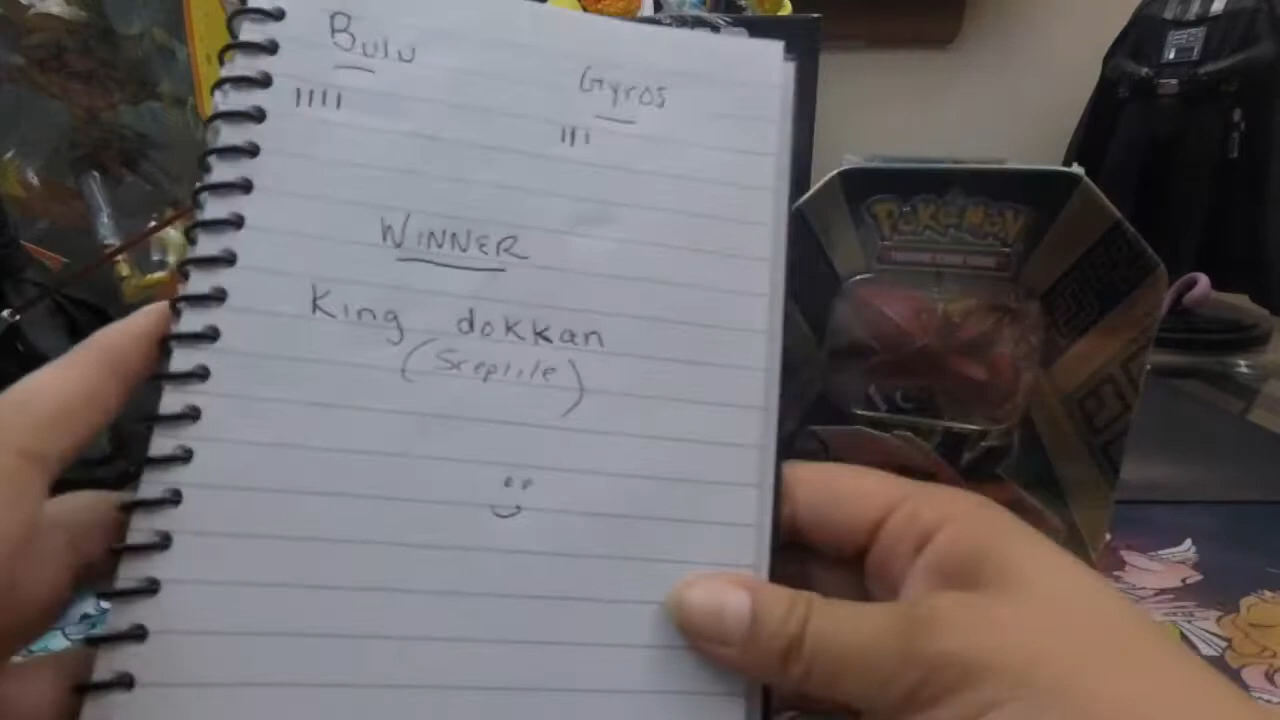 Bulu
Gyros
IIII
III
WINNER
King dokkan
(Sceptile)
POKéMON